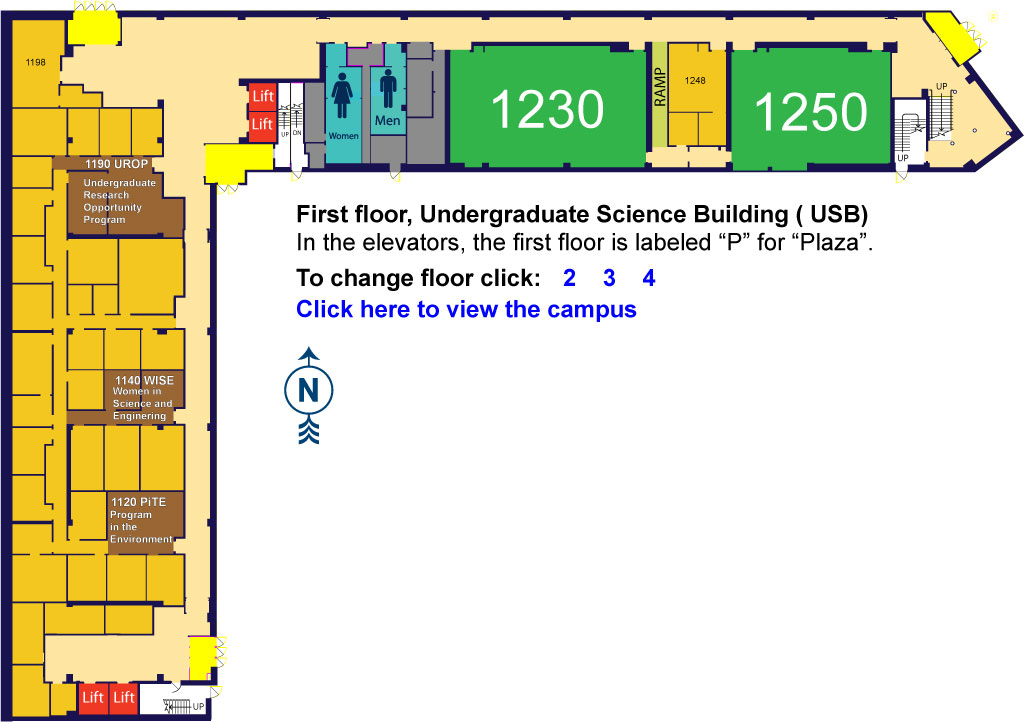 1198
Lift
Lift
UP
DN
Women
Men
1230
RAMP
1248
1250
UP
UP
1190 UROP
Undergraduate
Research
Opportunity
Program
First floor, Undergraduate Science Building ( USB)
In the elevators, the first floor is labeled “P” for “Plaza”.
To change floor click: 2 3 4
Click here to view the campus
N
1140 WISE
Women in
Science and
Enginering
1120 PiTE
Program
in the
Environment
Lift
Lift
UP